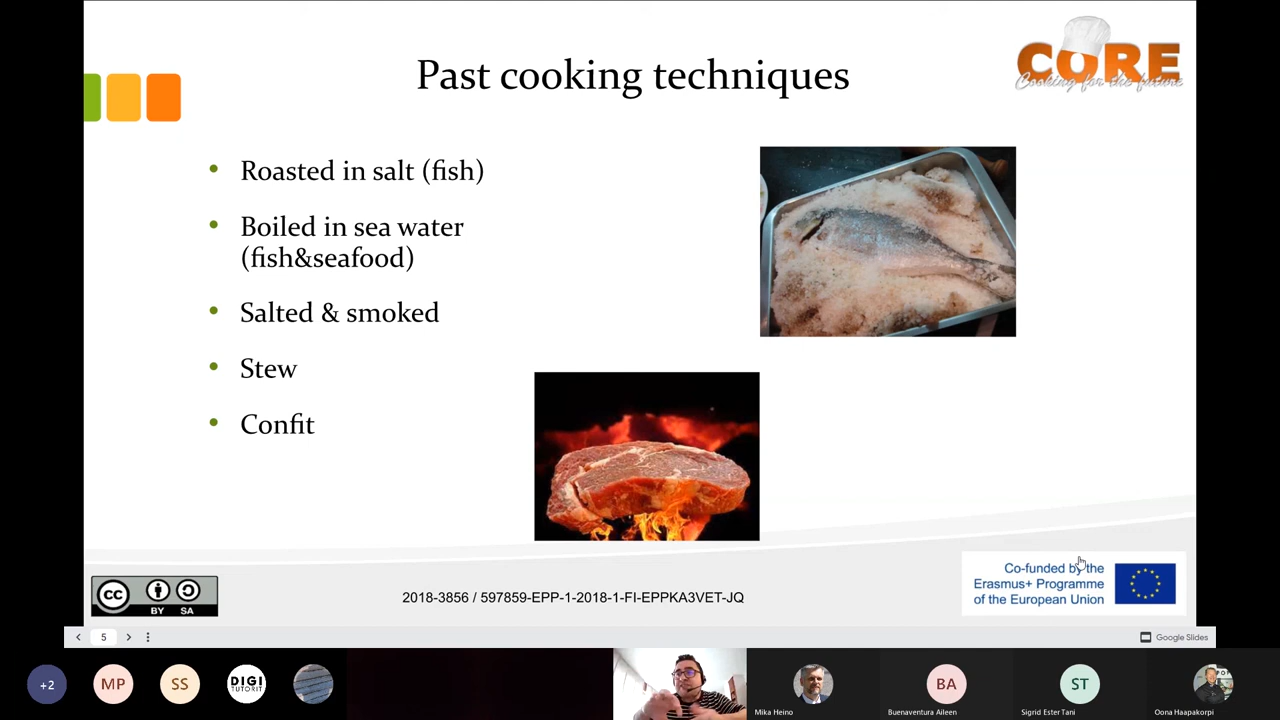 Past cooking techniques
CORE
Cooking for the future
• Roasted in salt (fish)
• Boiled in sea water
(fish&seafood)
• Salted & smoked
• Stew
• Confit
cc
BY SA
2018-3856 / 597859-EPP-1-2018-1-FI-EPPKA3VET-JQ
Co-funded by the
Erasmus+ Programme
of the European Union
5
Google Slides
+2
MP
SS
DIGI
TUTORIT
BA
ST
Mika Heino
Buenaventura Aileen
Sigrid Ester Tani
Oona Haapakorpi